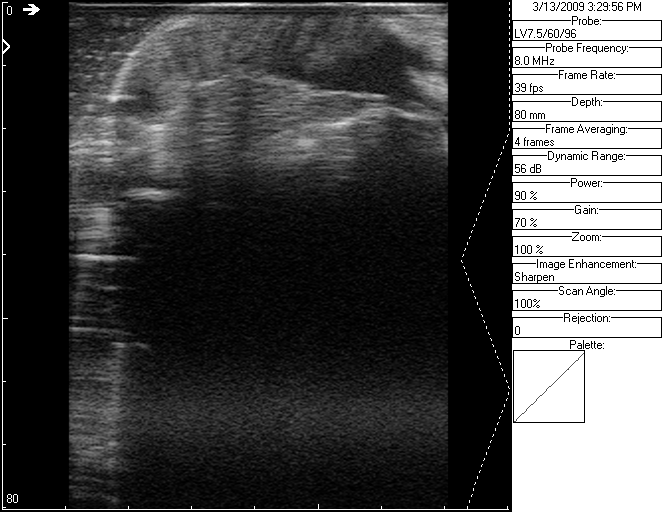 0
80
3/13/2009 3:29:56 PM
Probe:
LV7.5/60/96
Probe Frequency:
8.0 MHz
Frame Rate:
39 fps
Depth:
80 mm
Frame Averaging:
4 frames
Dynamic Range:
56 dB
Power:
90 %
Gain:
70 %
Zoom:
100 %
Image Enhancement:
Sharpen
Scan Angle:
100%
Rejection:
0
Palette: